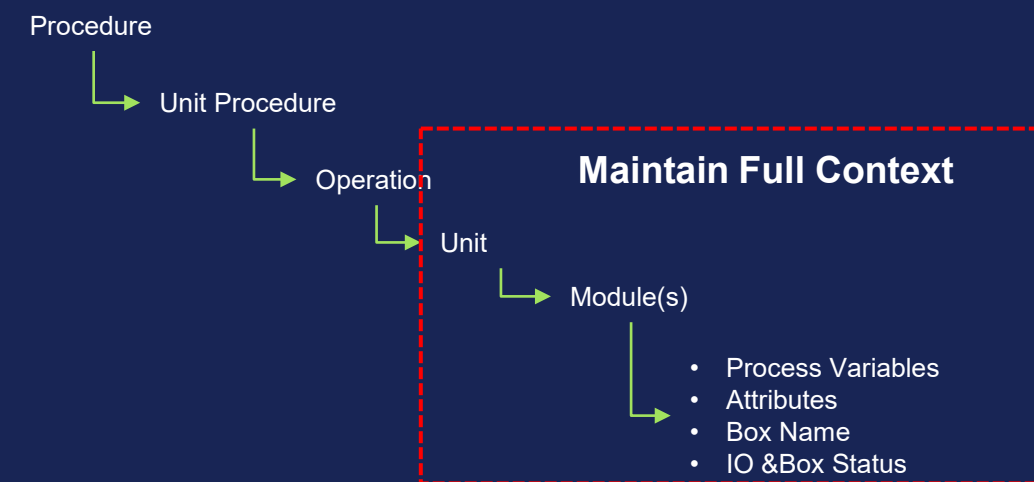 Procedure
Unit Procedure
Maintain Full Context
Operation
Unit
Module(s)
• Process Variables
• Attributes
• Box Name
• IO &Box Status